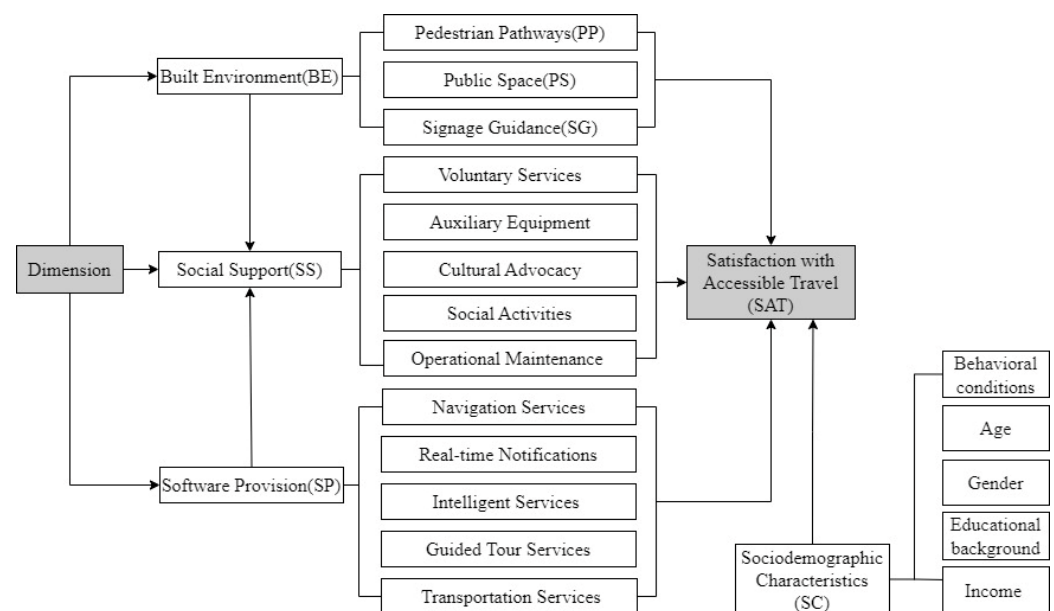 Pedestrian Pathways(PP)
Built Environment(BE)
Public Space(PS)
Signage Guidance(SG)
Voluntary Services
Auxiliary Equipment
Dimension
Social Support(SS)
Cultural Advocacy
Social Activities
Operational Maintenance
Satisfaction with
Accessible Travel
(SAT)
Navigation Services
Real-time Notifications
Software Provision(SP)
Intelligent Services
Guided Tour Services
Transportation Services
Sociodemographic
Characteristics
(SC)
Behavioral
conditions
Age
Gender
Educational
background
Income